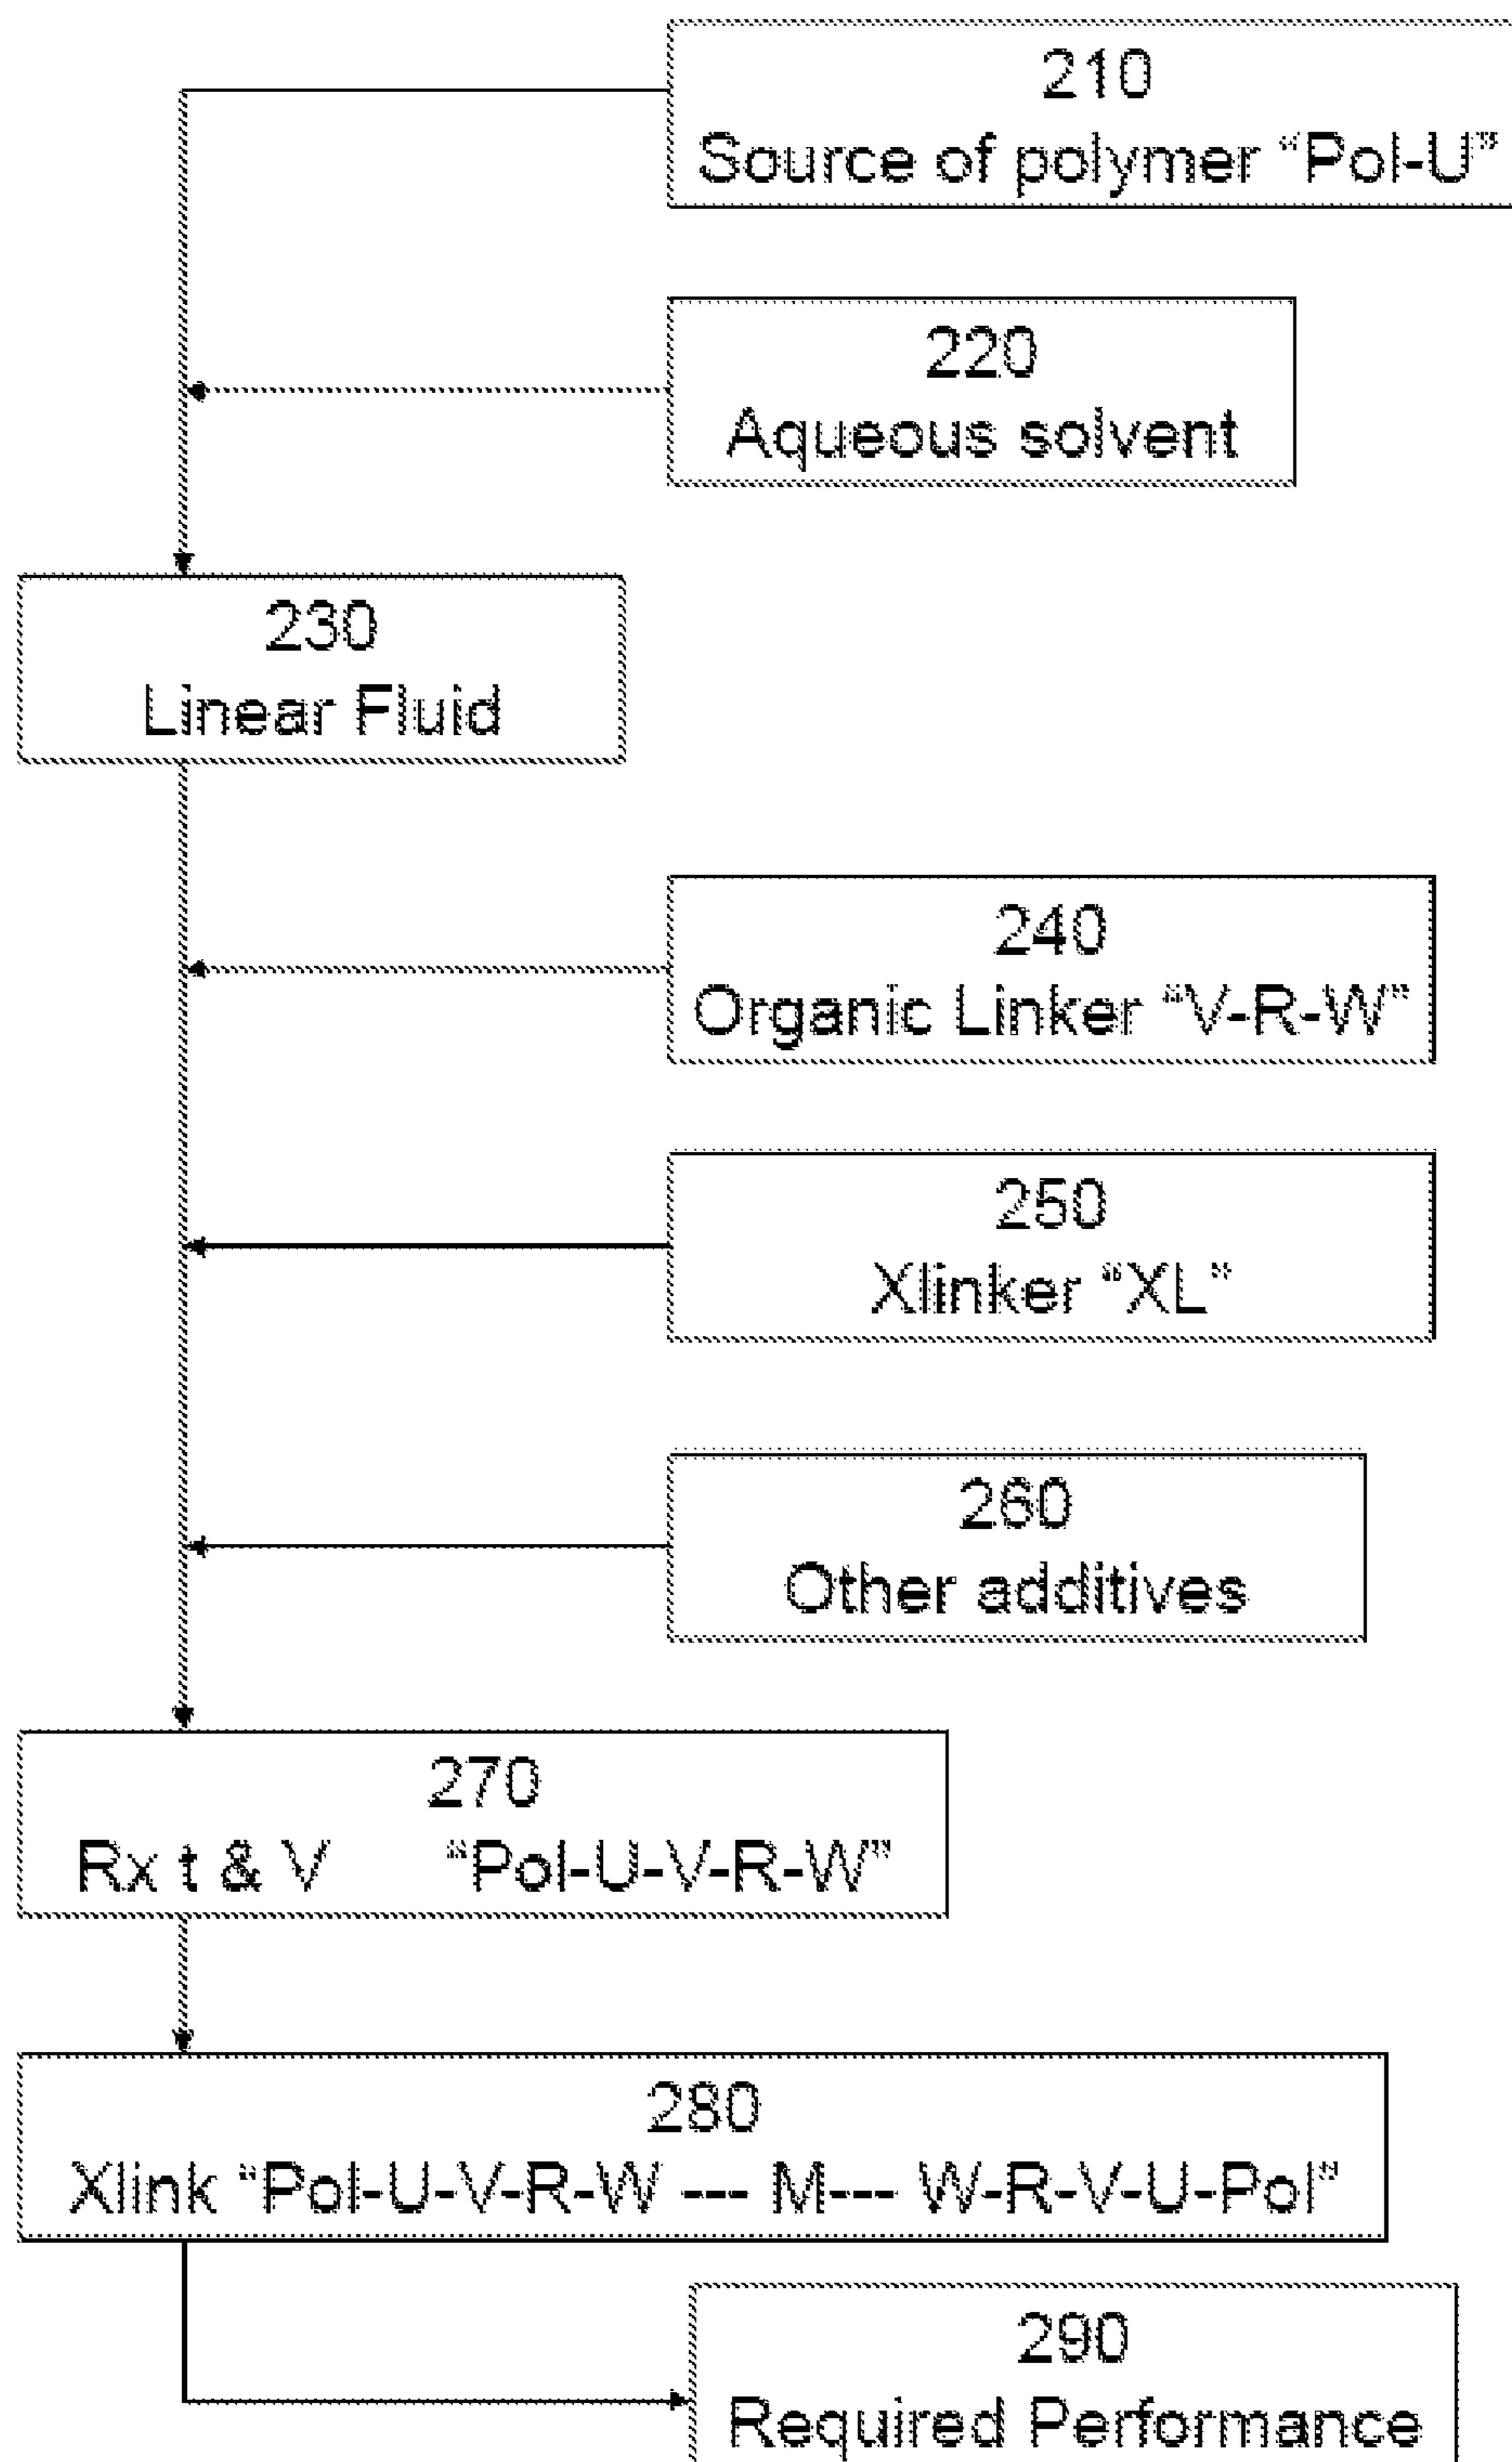 210
Source of polymer “Pol-U”
220
Aqueous solvent
230
Linear Fluid
240
Organic Linker “V-R-W”
250
Xlinker “XL”
260
Other additives
270
Rx t & V “Pol-U-V-R-W”
280
Xlink “Pol-U-V-R-W --- M--- W-R-V-U-Pol”
290
Required Performance